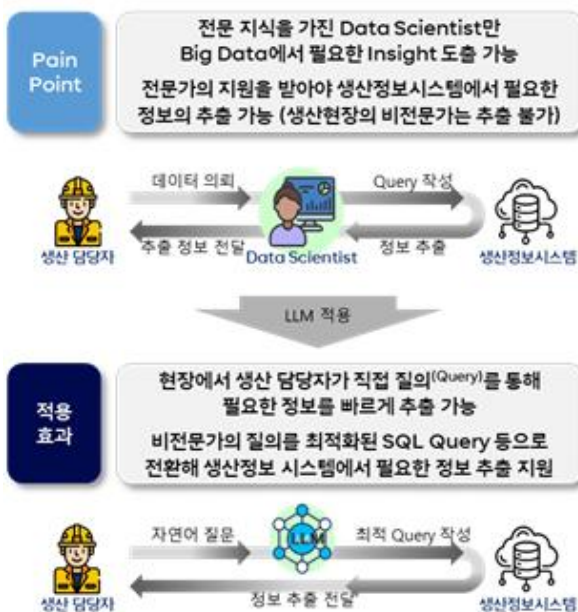 Pain
Point
전문 지식을 가진 Data Scientist만
Big Data에서 필요한 Insight 도출 가능
전문가의 지원을 받아야 생산정보시스템에서 필요한
정보의 추출 가능 (생산현장의 비전문가는 추출 불가)
데이터 의뢰
Query 작성
추출 정보 전달
정보 추출
생산 담당자
Data Scientist
생산정보시스템
LLM 적용
적용
효과
현장에서 생산 담당자가 직접 질의(Query)를 통해
필요한 정보를 빠르게 추출 가능
비전문가의 질의를 최적화된 SQL Query 등으로
전환해 생산정보 시스템에서 필요한 정보 추출 지원
자연어 질문
LLM
최적 Query 작성
정보 추출 전달
생산 담당자
생산정보시스템